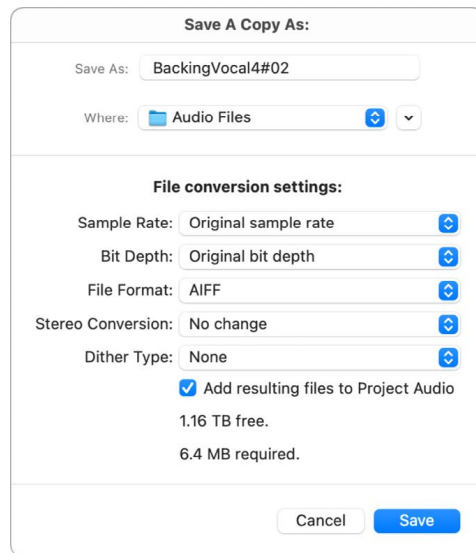 Save A Copy As:
Save As: BackingVocal4#02
Where: Audio Files
File conversion settings:
Sample Rate: Original sample rate
Bit Depth: Original bit depth
File Format: AIFF
Stereo Conversion: No change
Dither Type: None
Add resulting files to Project Audio
1.16 TB free.
6.4 MB required.
Cancel Save